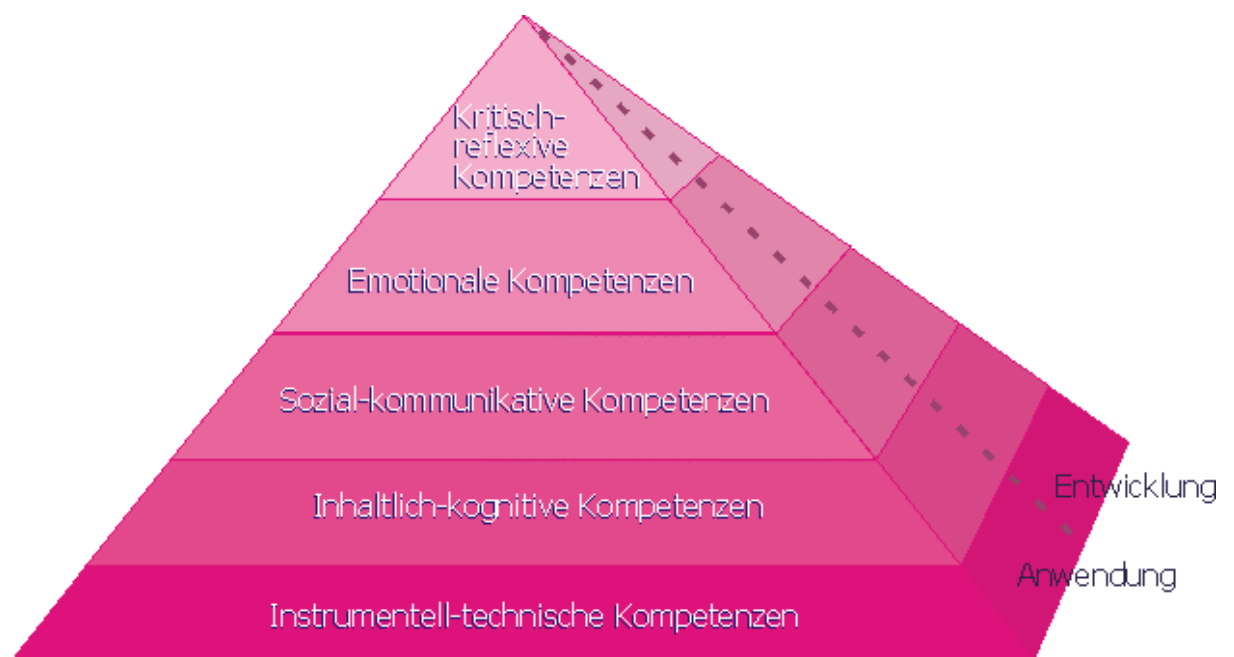 Kritisch-
reflexive
Kompetenzen
Emotionale Kompetenzen
Sozial-kommunikative Kompetenzen
Inhaltlich-kognitive Kompetenzen
Entwicklung
Anwendung
Instrumentell-technische Kompetenzen